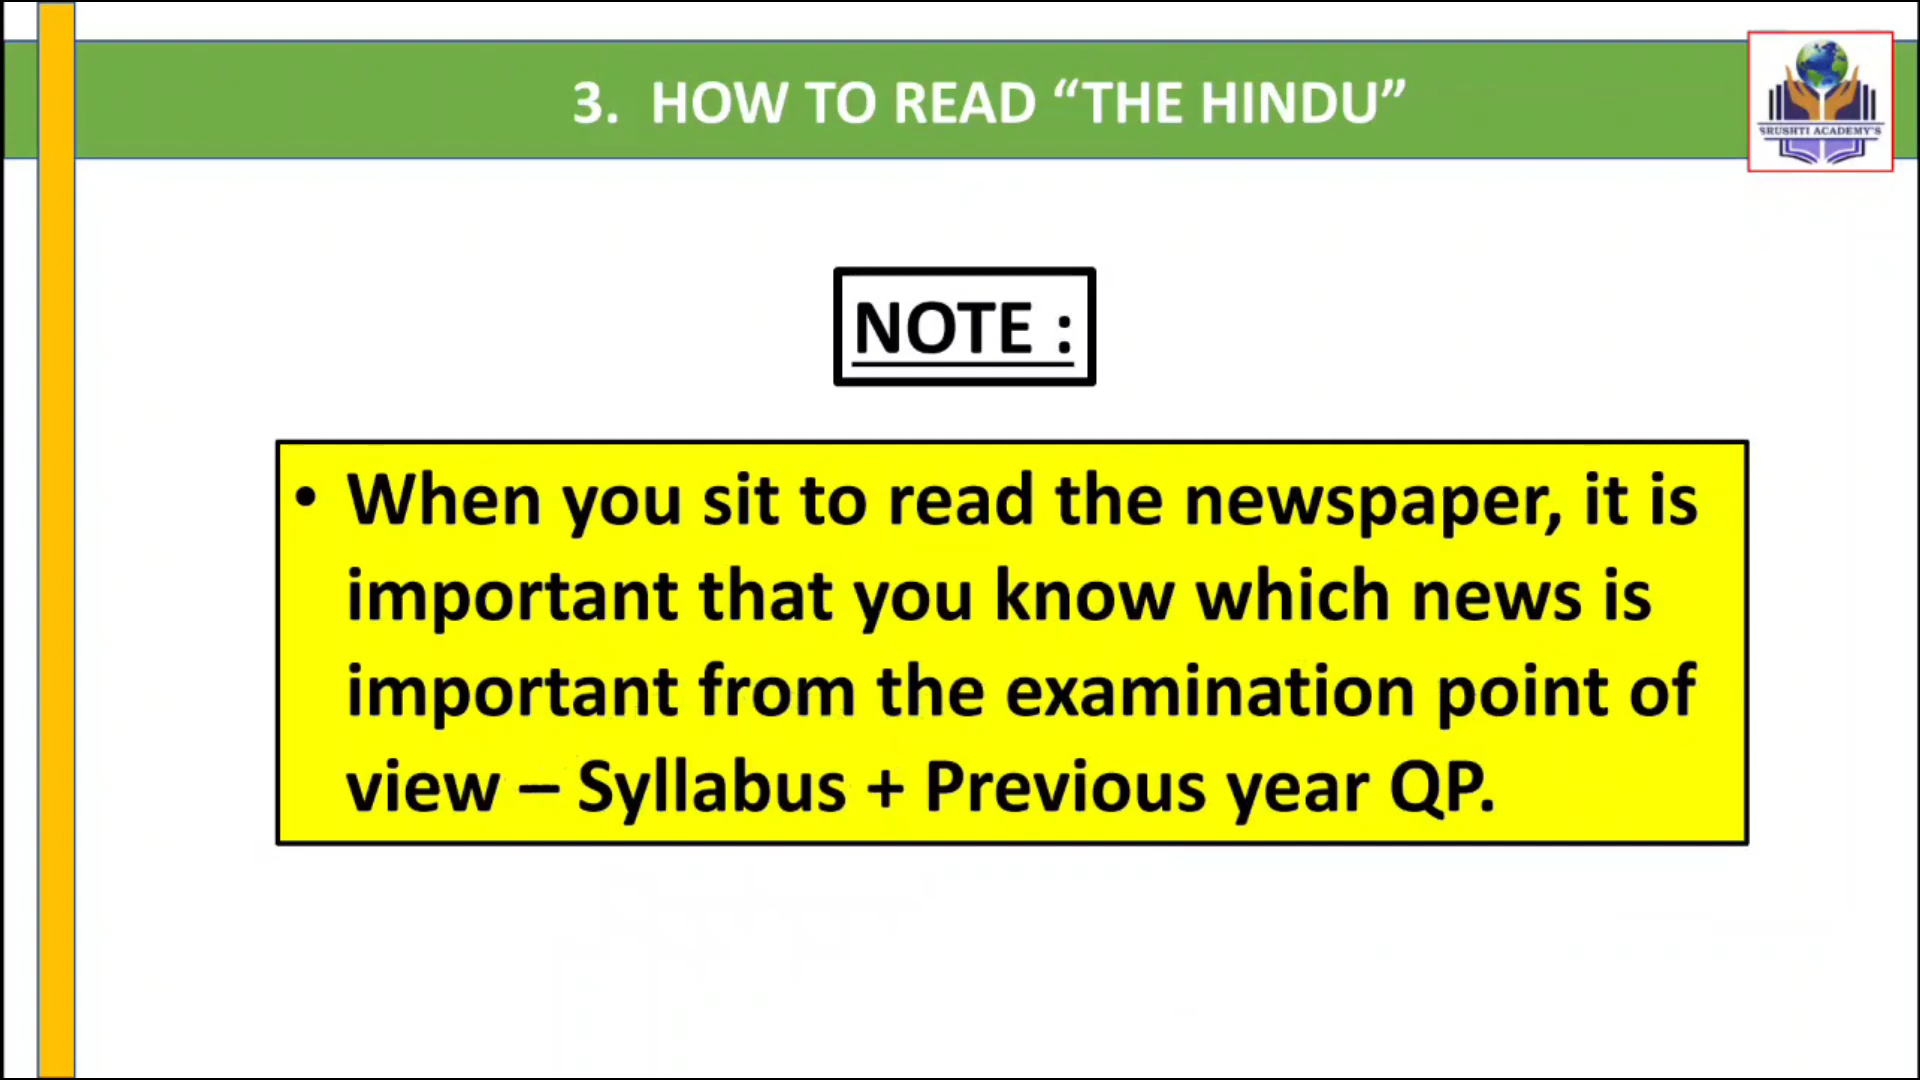 3. HOW TO READ “THE HINDU”
SRUSHTI ACADEMY'S
NOTE :
• When you sit to read the newspaper, it is
important that you know which news is
important from the examination point of
view – Syllabus + Previous year QP.